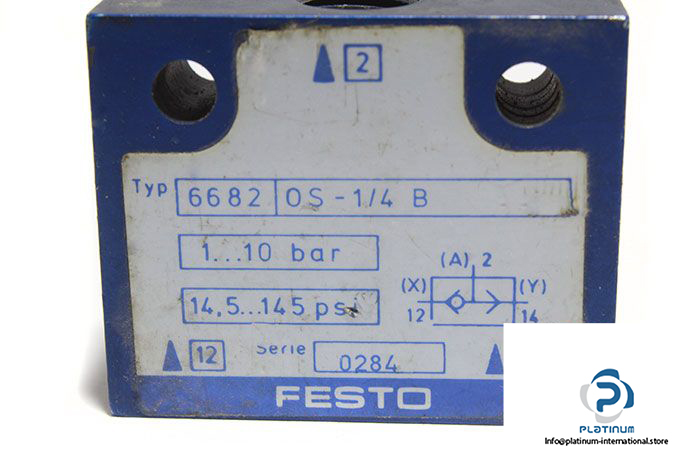 2
Typ 6682 OS-1/4 B
1...10 bar
14,5...145 psi
(A) 2
(X) (Y)
12 14
12 Serie 0284
FESTO
PLATINUM
info@platinum-international.store